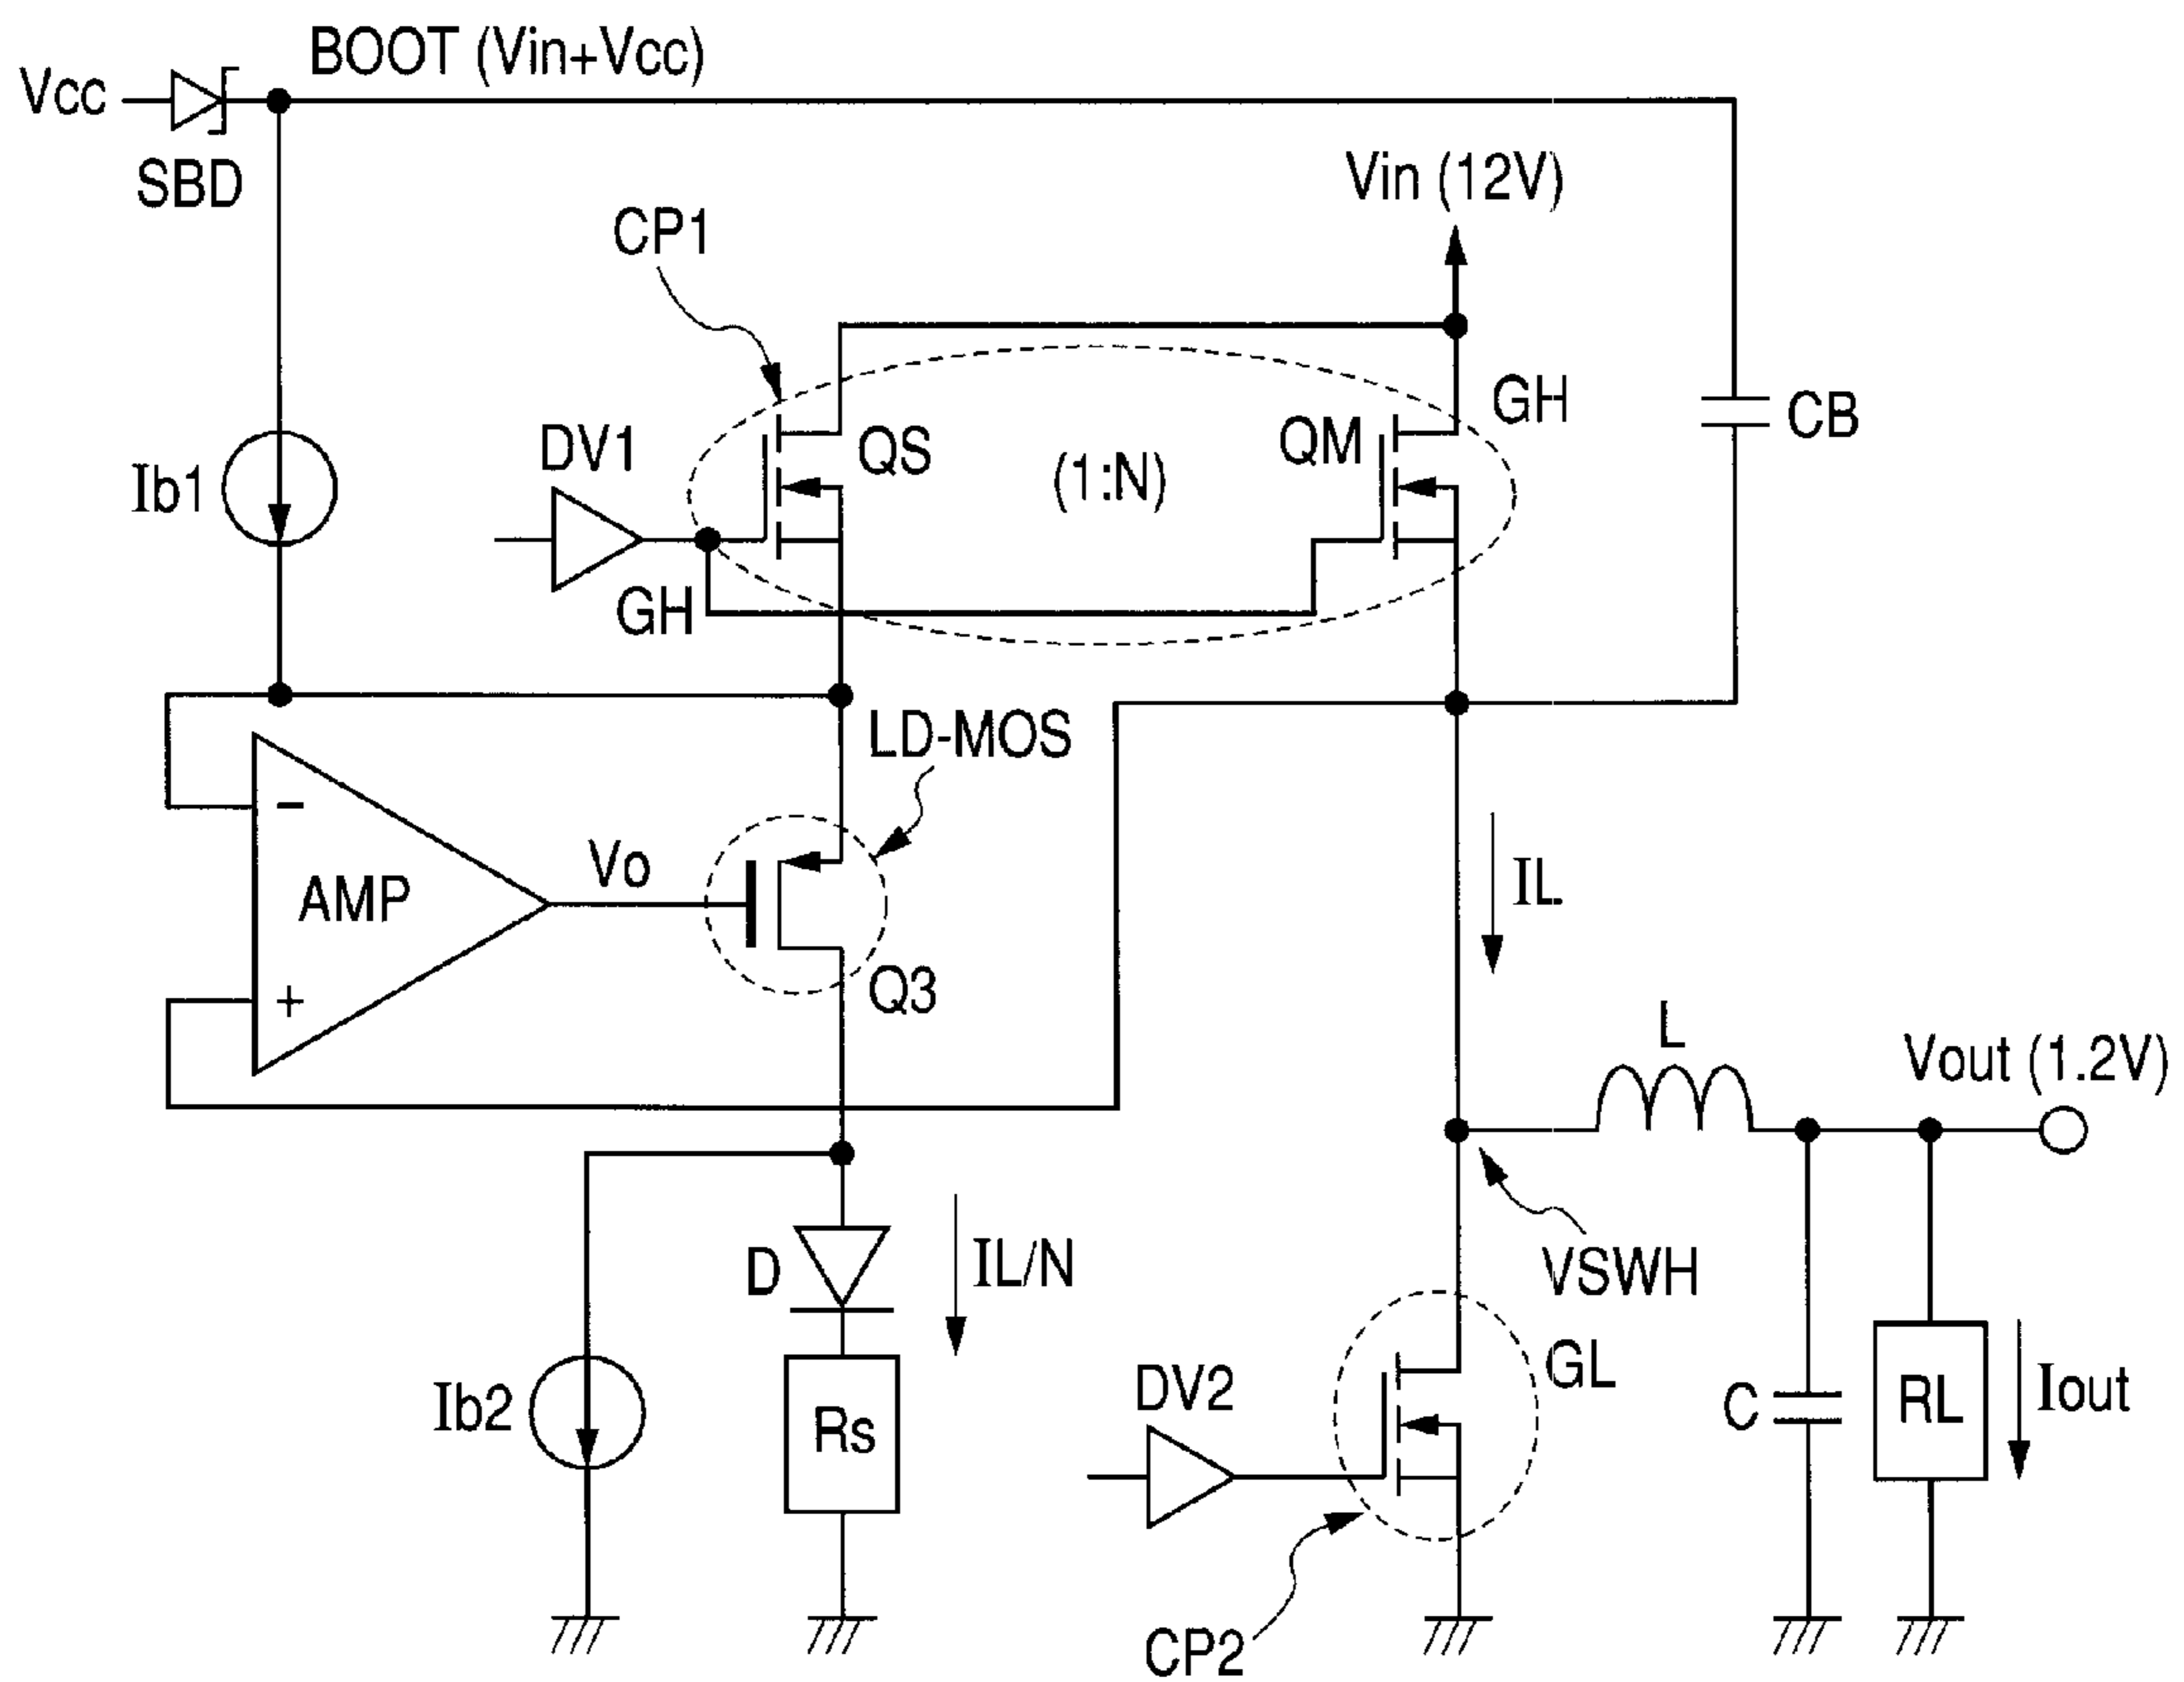 BOOT (Vin+Vcc)
Vcc
SBD
Vin (12V)
CP1
GH
QS
QM
CB
DV1
(1:N)
Ib1
GH
LD-MOS
-
Vo
AMP
IL
Q3
+
L
Vout (1.2V)
D
IL/N
VSWH
GL
DV2
Ib2
Rs
C
RL
Iout
CP2